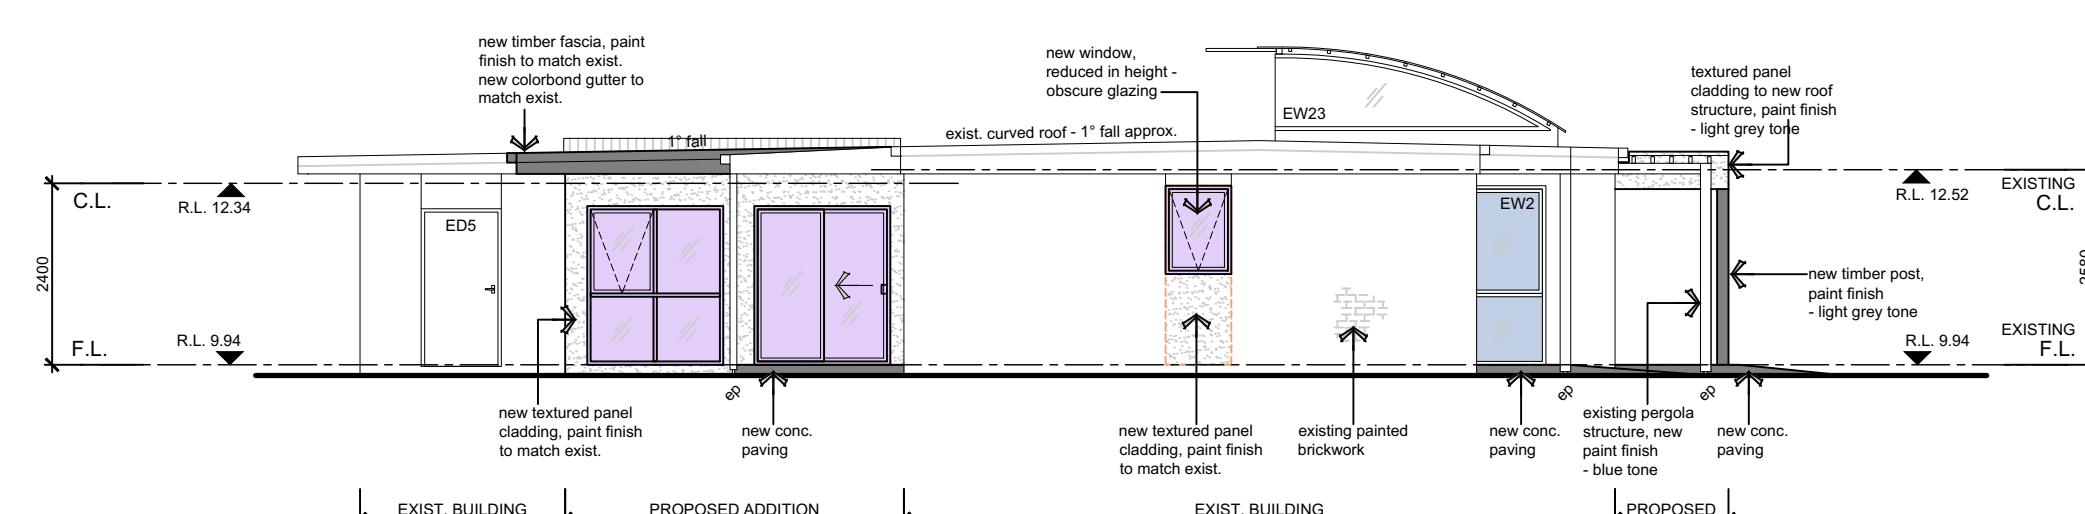 new timber fascia, paint
finish to match exist.
new colorbond gutter to
match exist.
new window,
reduced in height -
obscure glazing
EW23
textured panel
cladding to new roof
structure, paint finish
- light grey tone
1° fall
exist. curved roof - 1° fall approx.
C.L.
R.L. 12.34
R.L. 12.52
EXISTING
C.L.
ED5
EW2
2400
2580
new timber post,
paint finish
- light grey tone
F.L.
R.L. 9.94
R.L. 9.94
EXISTING
F.L.
ep
ep
ep
new textured panel
cladding, paint finish
to match exist.
new conc.
paving
new textured panel
cladding, paint finish
to match exist.
existing painted
brickwork
new conc.
paving
existing pergola
structure, new
paint finish
- blue tone
new conc.
paving
EXIST. BUILDING
PROPOSED ADDITION
EXIST. BUILDING
PROPOSED